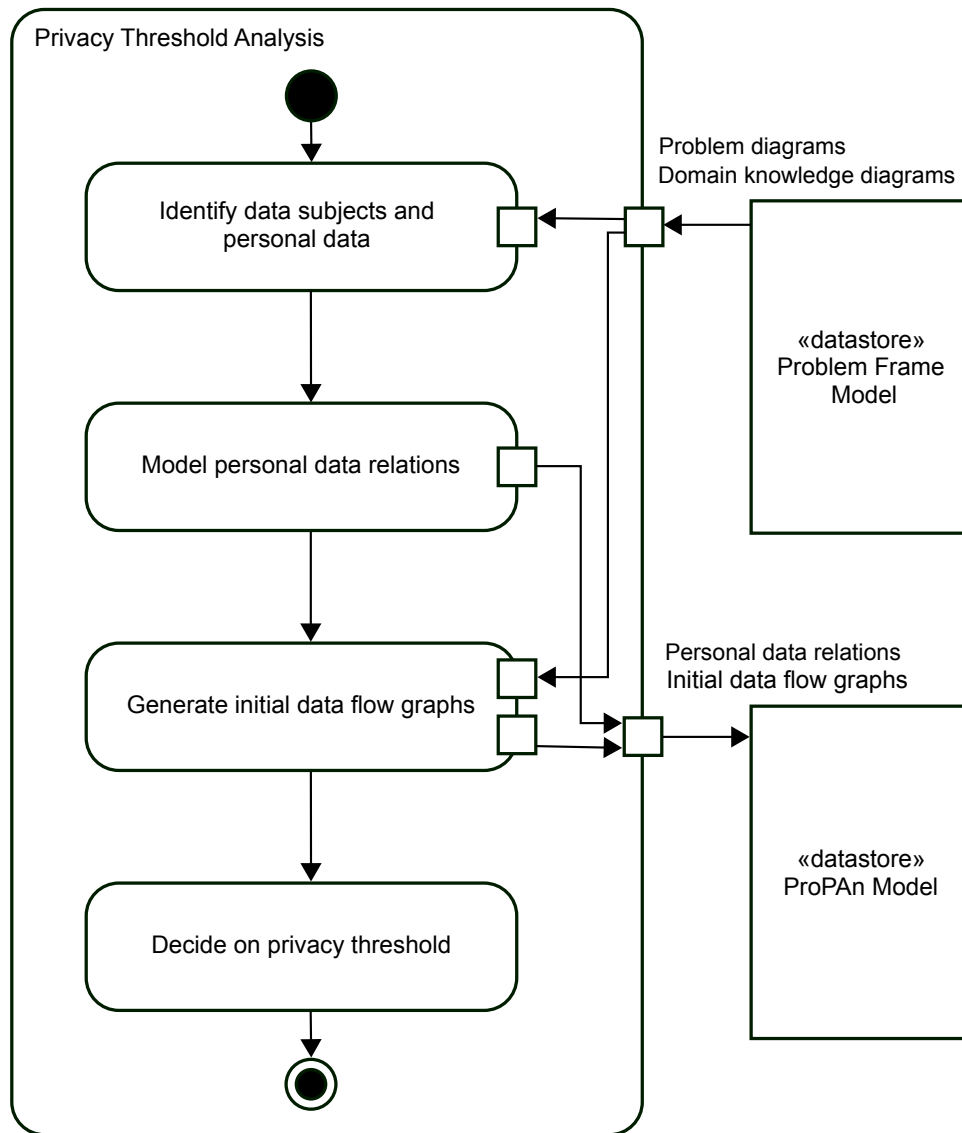 Privacy Threshold Analysis
Problem diagrams
Domain knowledge diagrams
Identify data subjects and
personal data
«datastore»
Problem Frame
Model
Model personal data relations
Personal data relations
Initial data flow graphs
Generate initial data flow graphs
«datastore»
ProPAn Model
Decide on privacy threshold